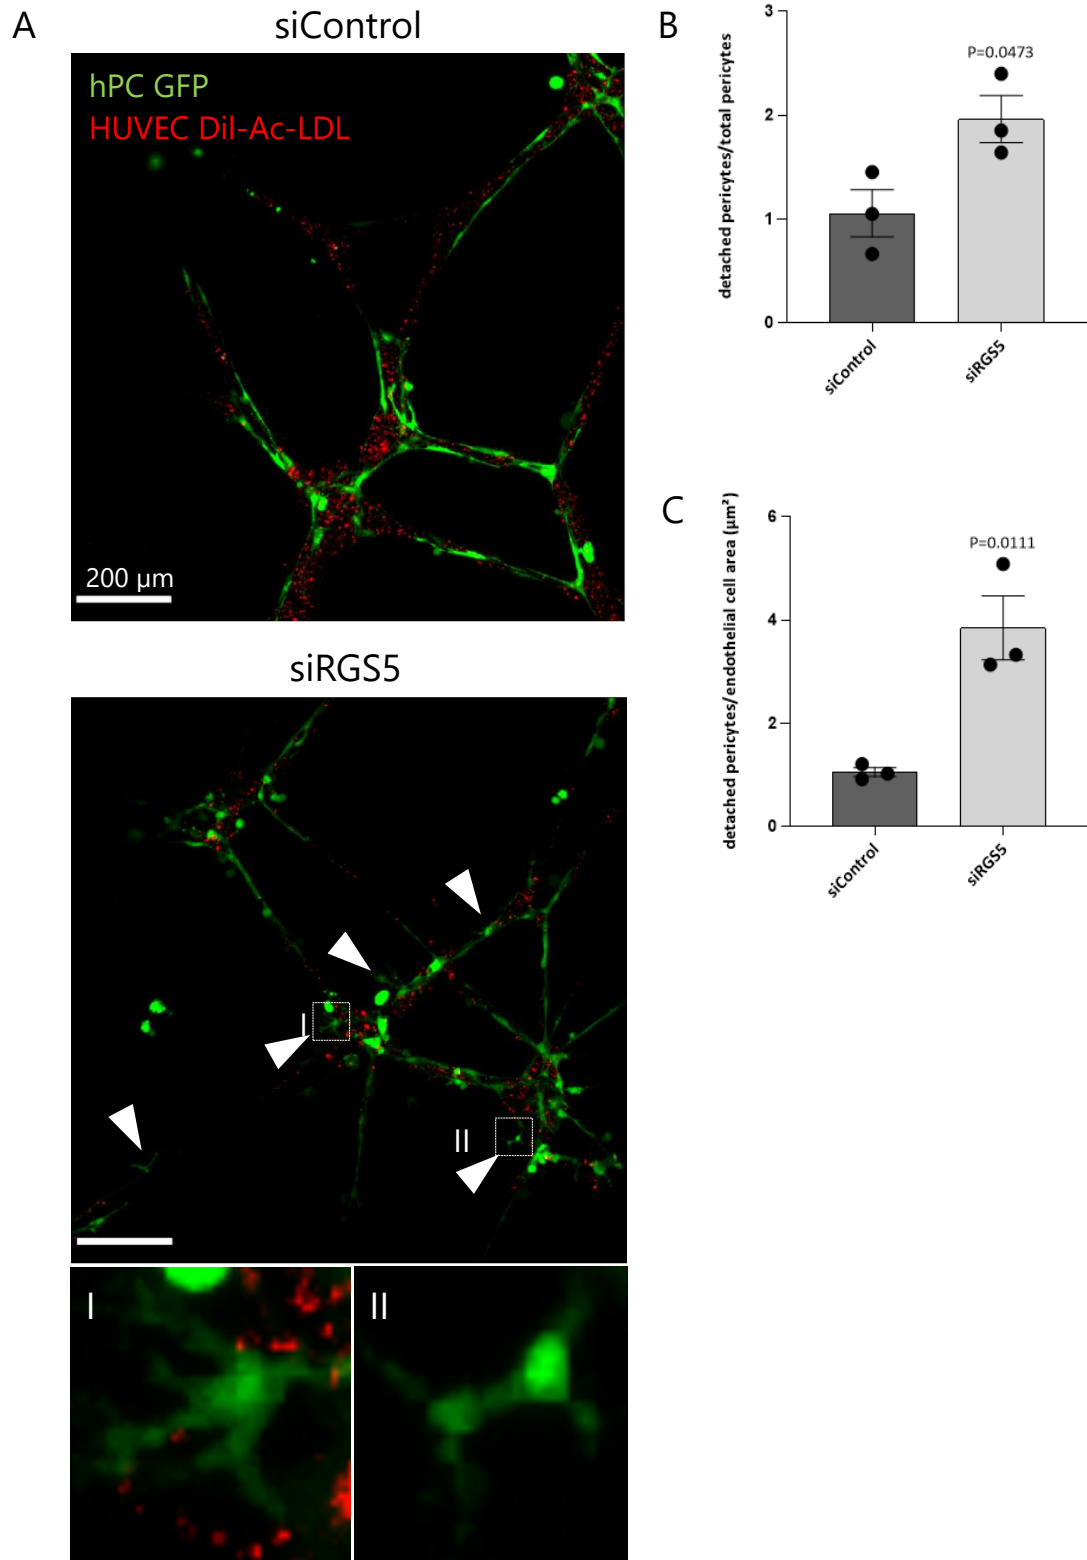 A
siControl
hPC GFP
HUVEC Dil-Ac-LDL
200 µm
siRGS5
I
II
I
II
B
detached pericytes/total pericytes
3
2
1
0
P=0.0473
siControl
siRGS5
C
detached pericytes/endothelial cell area (µm²)
6
4
2
0
P=0.0111
siControl
siRGS5